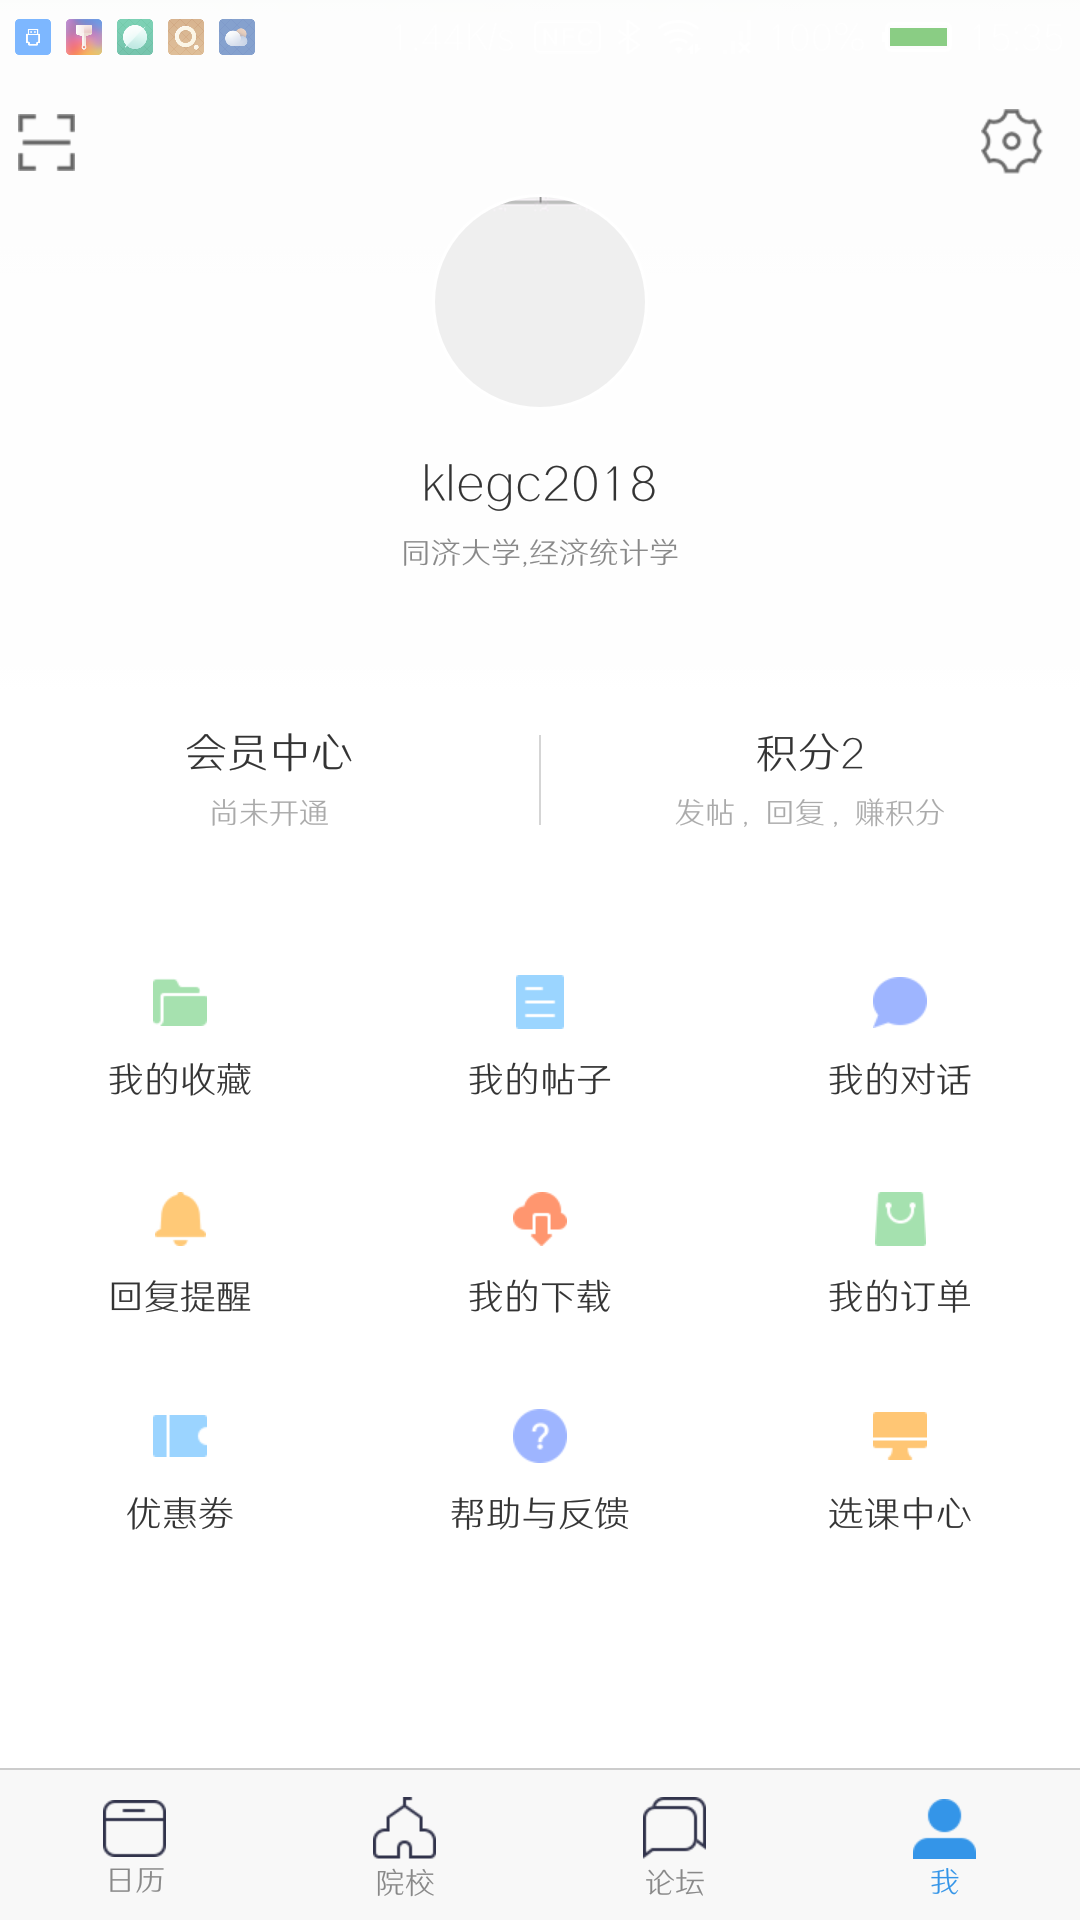 klegc2018
同济大学,经济统计学
会员中心
积分2
尚未开通
发帖，回复，赚积分
我的收藏
我的帖子
我的对话
回复提醒
我的下载
我的订单
优惠券
帮助与反馈
选课中心
日历
院校
论坛
我